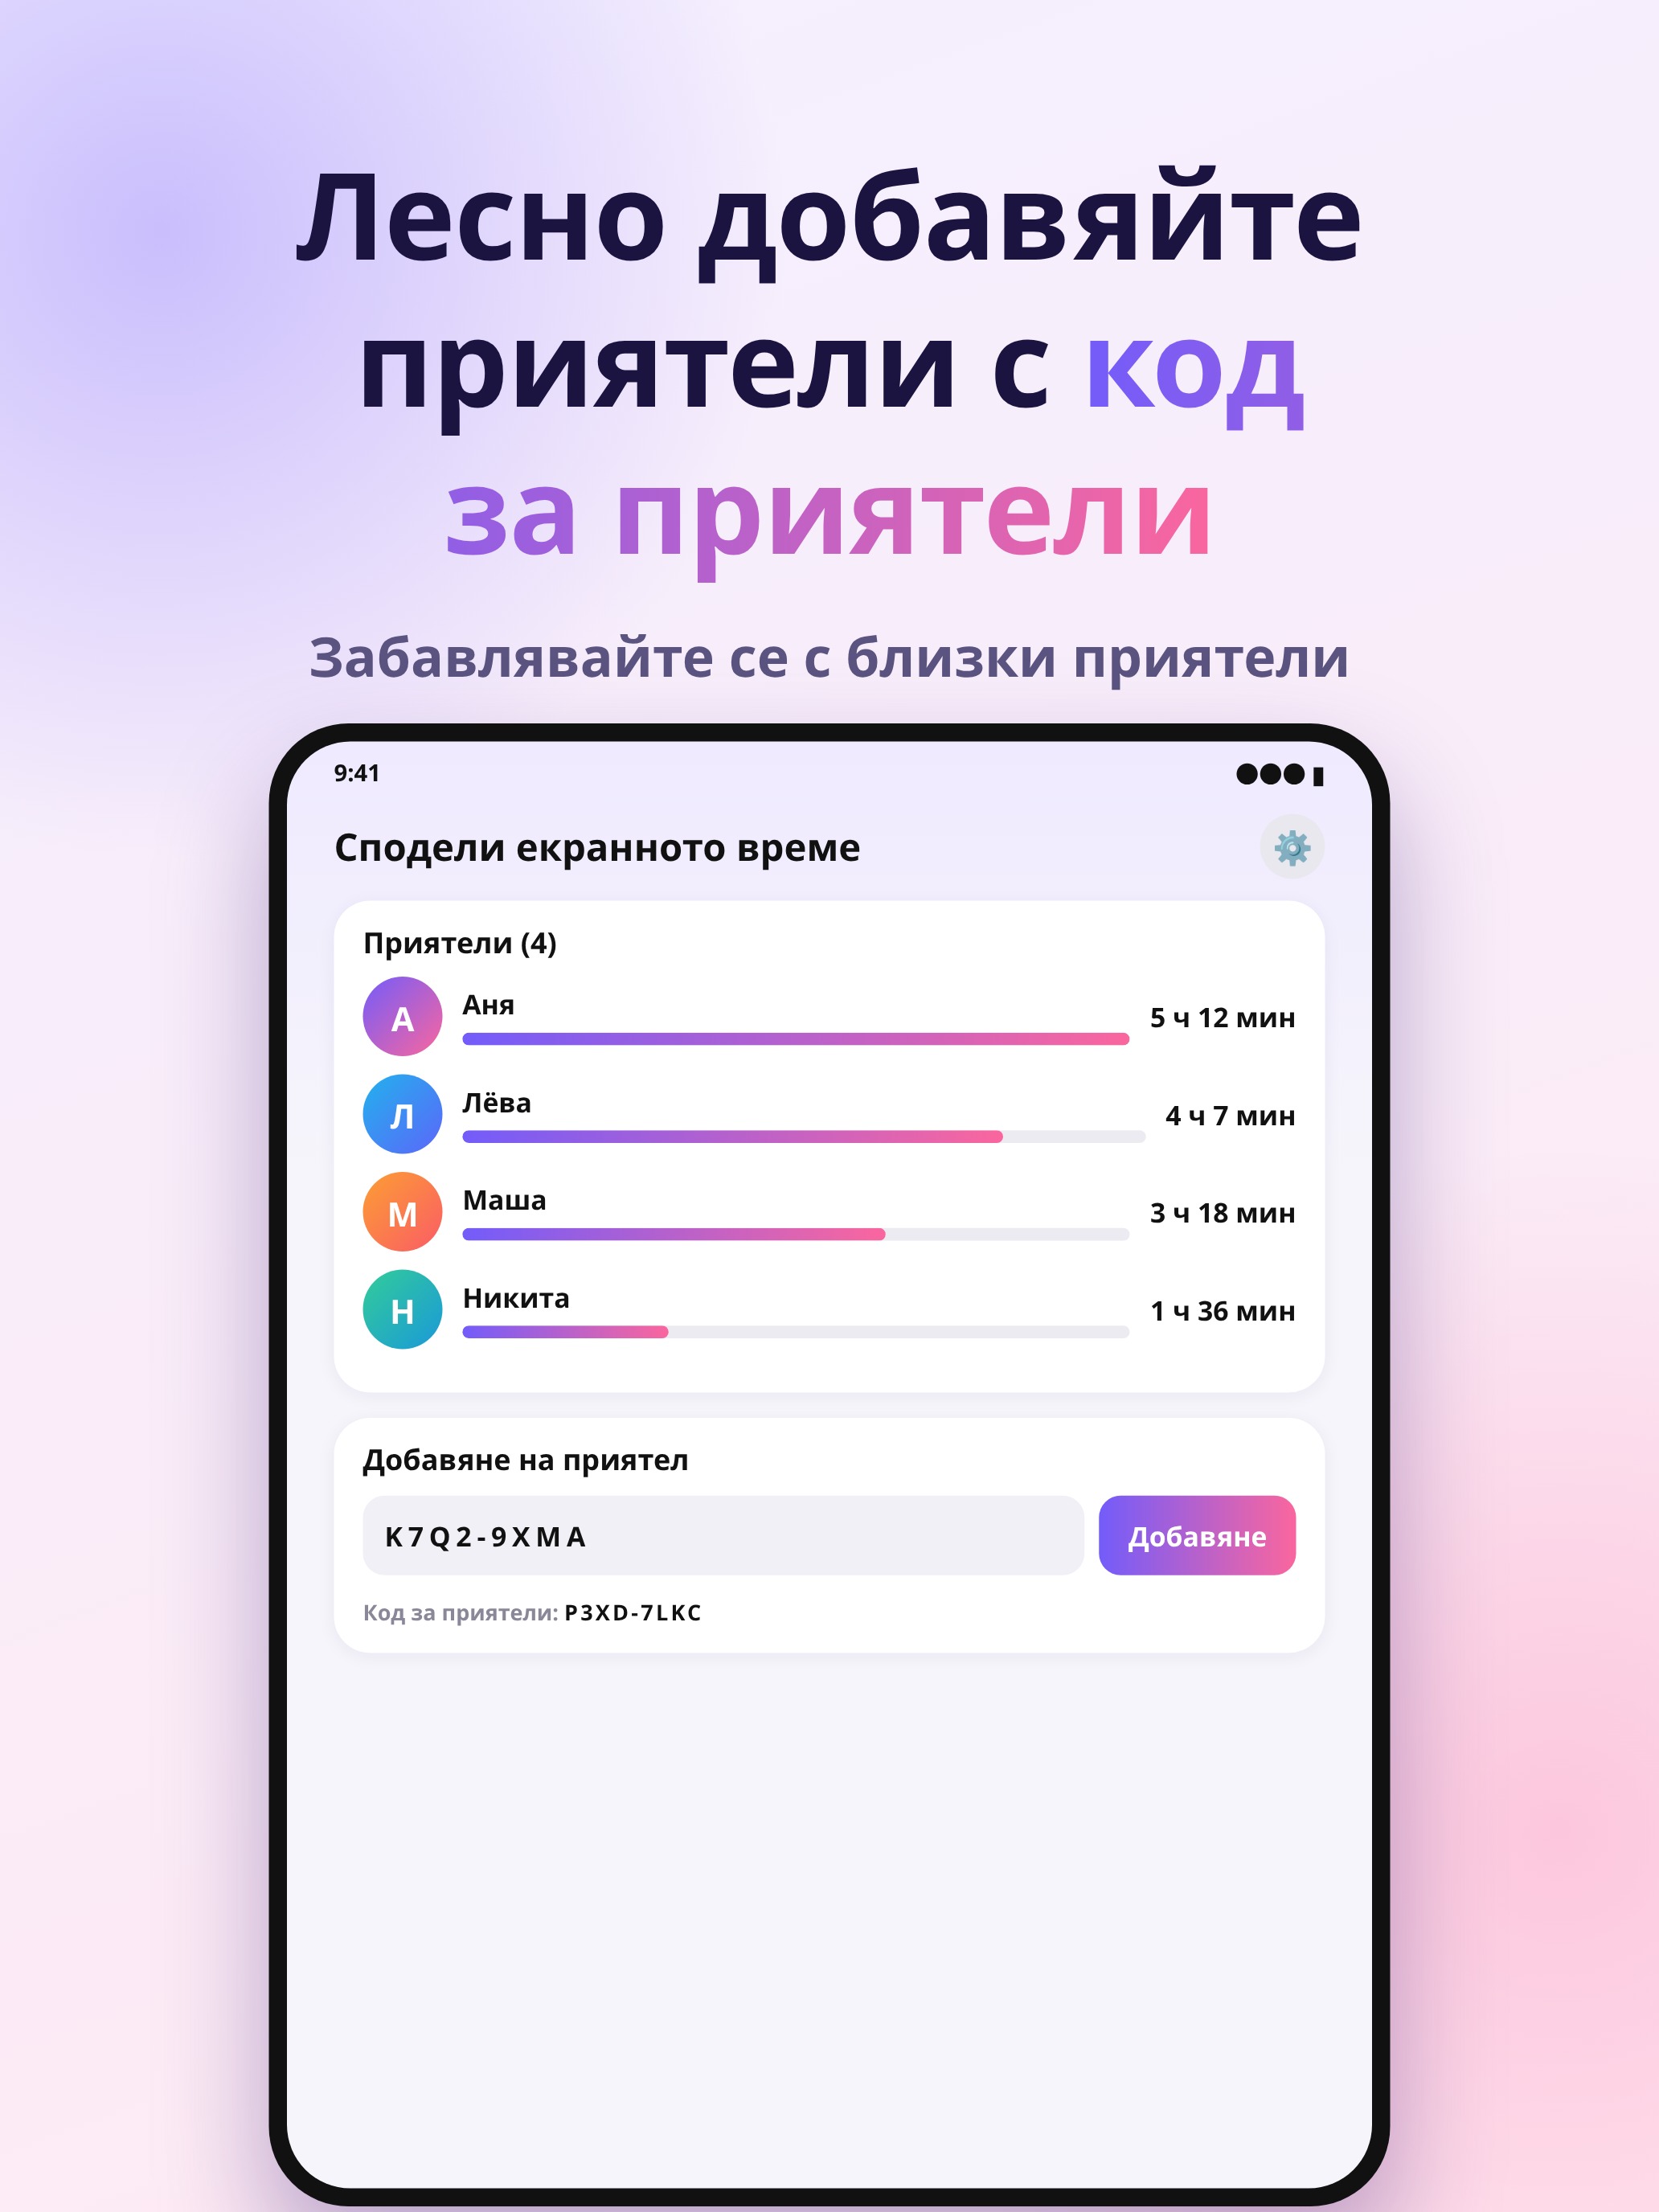 Лесно добавяйте
приятели с код
за приятели
Забавлявайте се с близки приятели
9:41
Сподели екранното време
Приятели (4)
А
Аня
5 ч 12 мин
Л
Лёва
4 ч 7 мин
М
Маша
3 ч 18 мин
Н
Никита
1 ч 36 мин
Добавяне на приятел
K7Q2-9XMA
Добавяне
Код за приятели: P3XD-7LKC